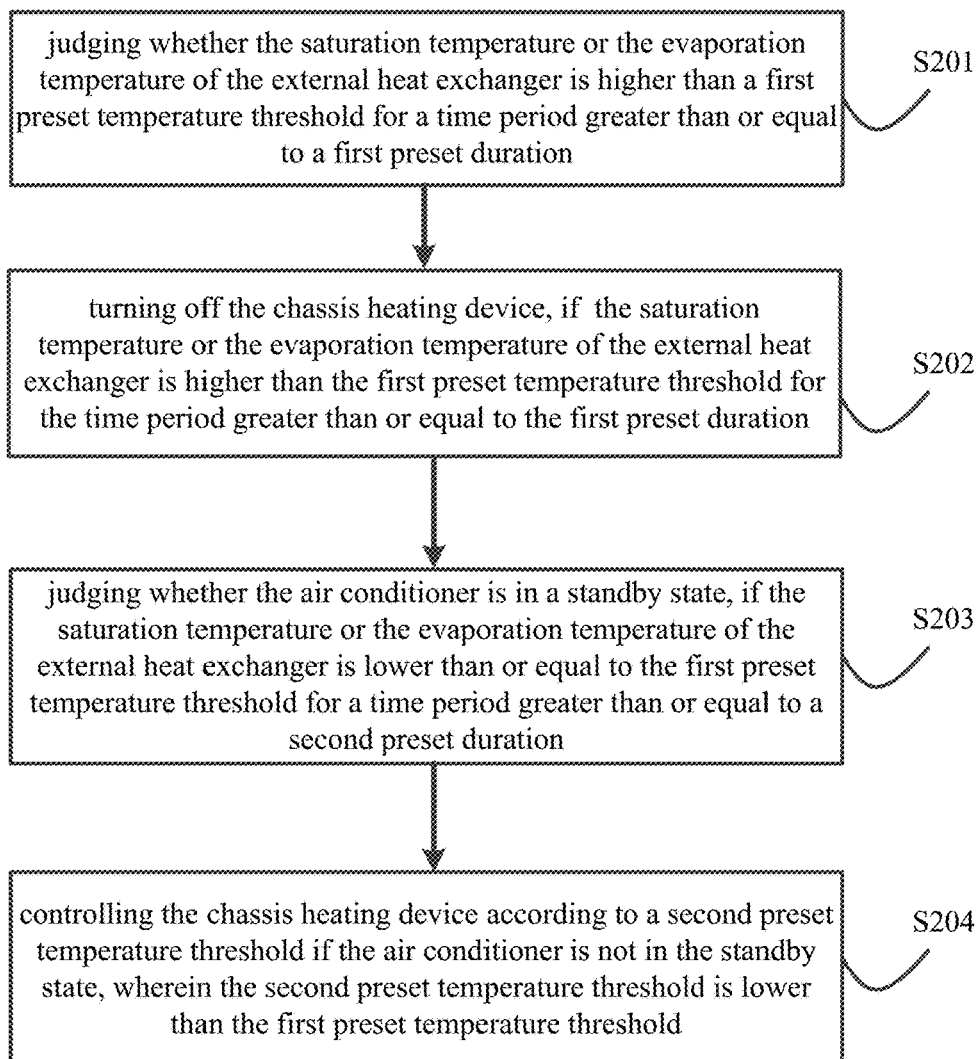 judging whether the saturation temperature or the evaporation
temperature of the external heat exchanger is higher than a first
preset temperature threshold for a time period greater than or equal
to a first preset duration
S201
turning off the chassis heating device, if the saturation
temperature or the evaporation temperature of the external heat
exchanger is higher than the first preset temperature threshold for
the time period greater than or equal to the first preset duration
S202
judging whether the air conditioner is in a standby state, if the
saturation temperature or the evaporation temperature of the
external heat exchanger is lower than or equal to the first preset
temperature threshold for a time period greater than or equal to a
second preset duration
S203
controlling the chassis heating device according to a second preset
temperature threshold if the air conditioner is not in the standby
state, wherein the second preset temperature threshold is lower
than the first preset temperature threshold
S204